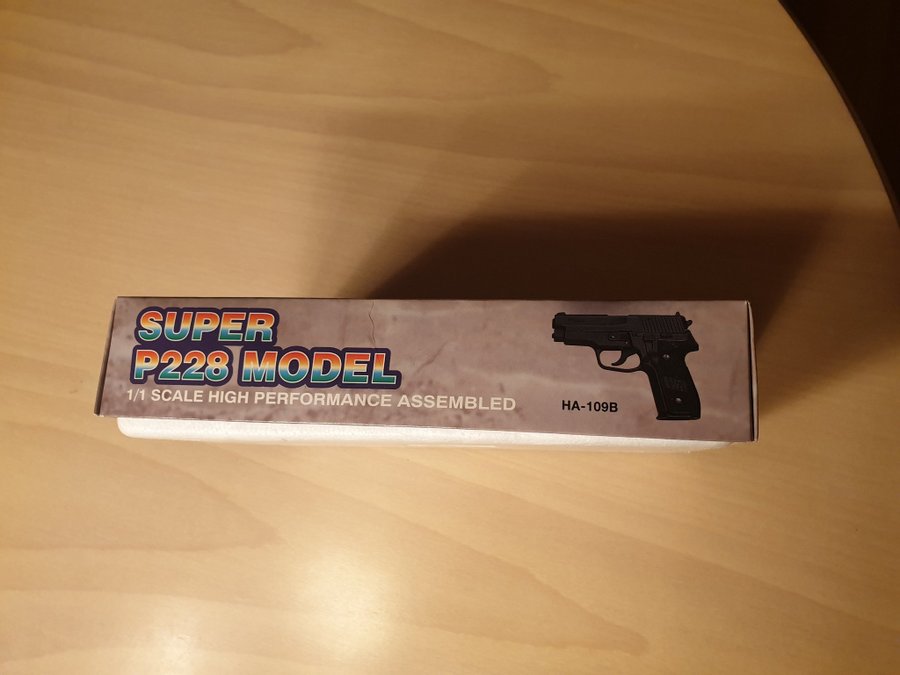 SUPER
P228 MODEL
1/1 SCALE HIGH PERFORMANCE ASSEMBLED
HA-109B